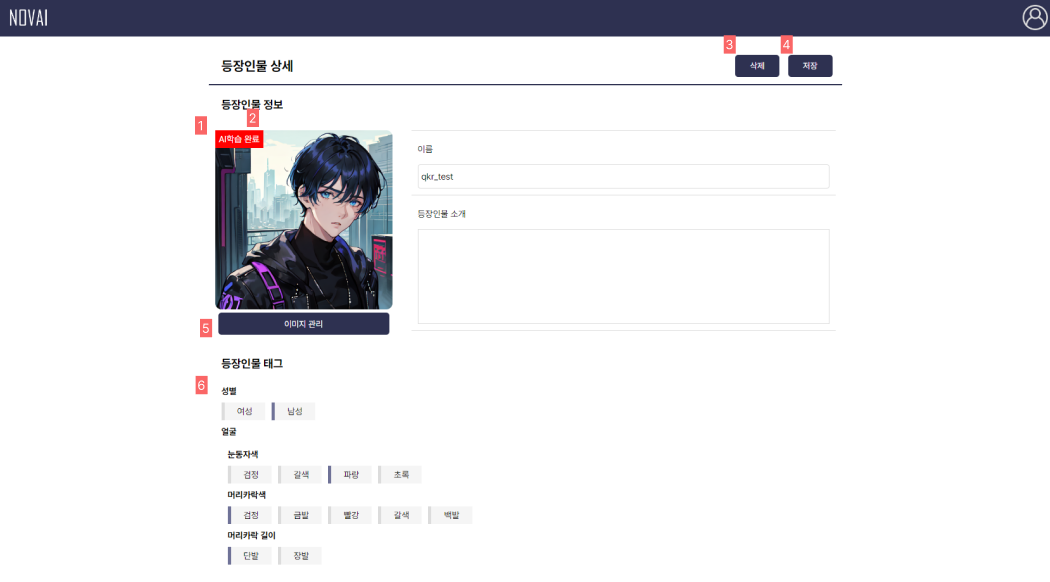 NOVAI
3
4
등장인물 상세
삭제
저장
등장인물 정보
1
2
AI학습 완료
이름
qkr_test
등장인물 소개
5
이미지 관리
등장인물 태그
6
성별
여성
남성
얼굴
눈동자색
검정
갈색
파랑
초록
머리카락색
검정
금발
빨강
갈색
백발
머리카락 길이
단발
장발